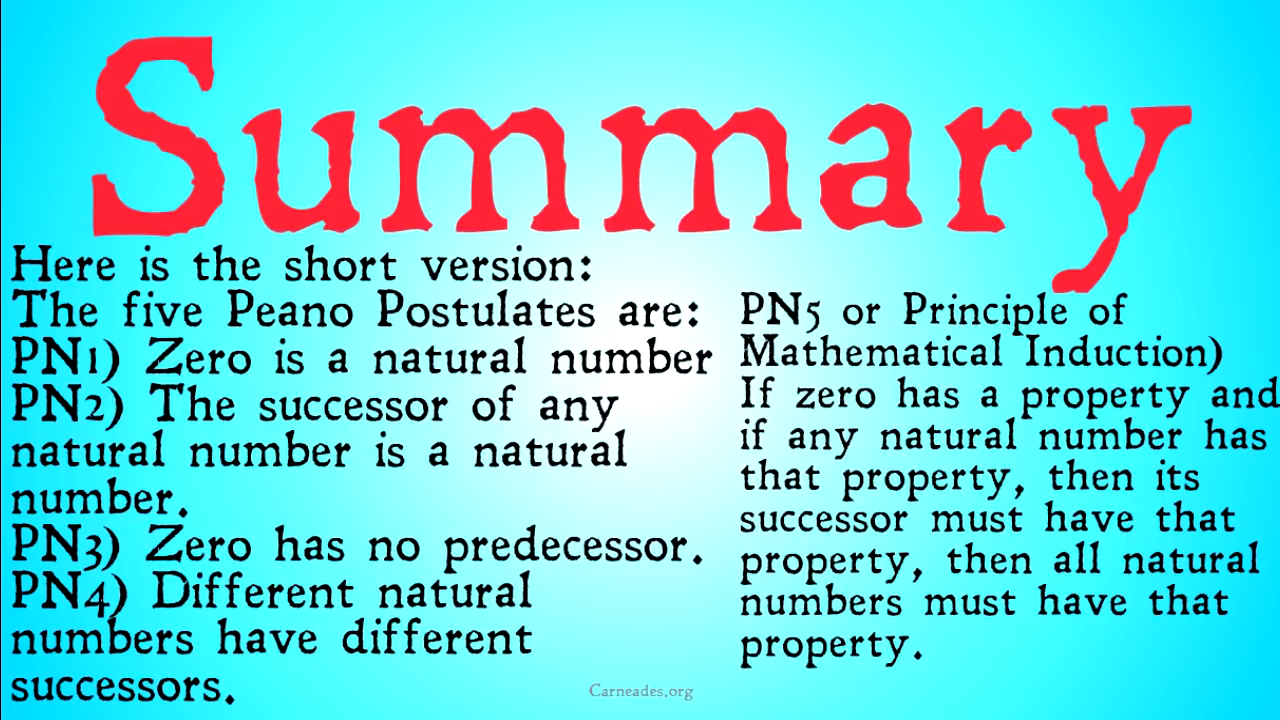 Summary
Here is the short version:
The five Peano Postulates are:
PN1) Zero is a natural number
PN2) The successor of any
natural number is a natural
number.
PN3) Zero has no predecessor.
PN4) Different natural
numbers have different
successors.
PN5 or Principle of
Mathematical Induction)
If zero has a property and
if any natural number has
that property, then its
successor must have that
property, then all natural
numbers must have that
property.
Carneades.org